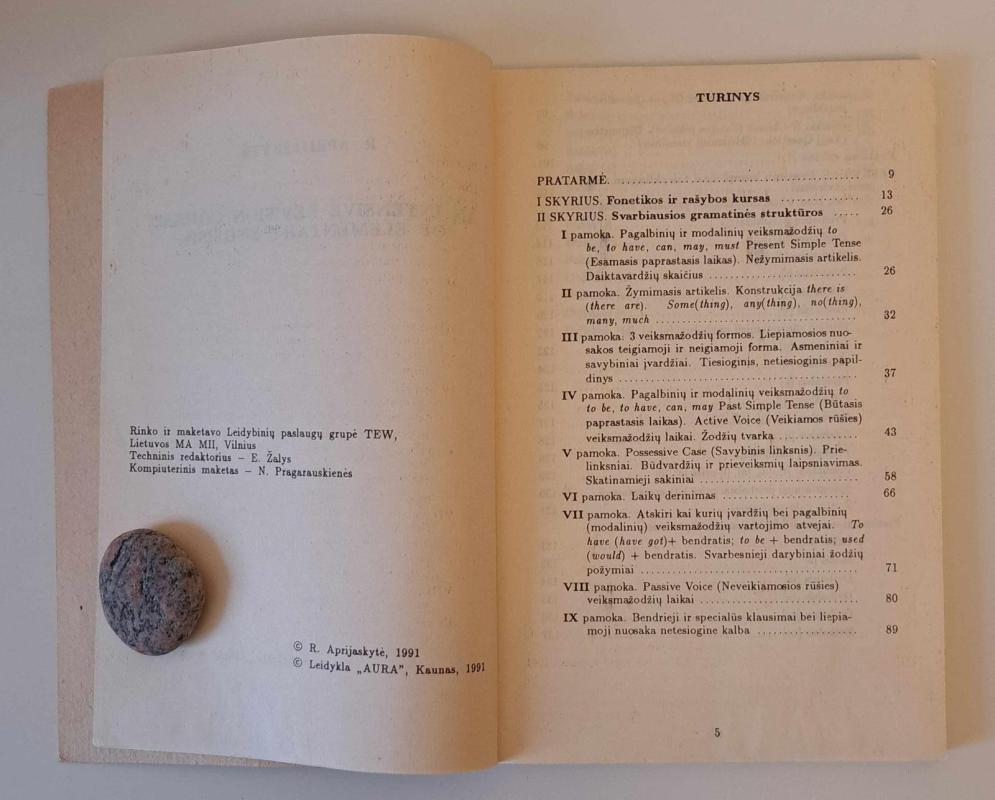 Rinko ir maketavo Leidybinių paslaugų grupė TEW,
Lietuvos MA MII, Vilnius
Techninis redaktorius – E. Žalys
Kompiuterinis maketas – N. Pragarauskienės
© R. Aprijaskytė, 1991
© Leidykla „AURA", Kaunas, 1991
TURINYS
PRATARMĖ. .......................................... 9
I SKYRIUS. Fonetikos ir rašybos kursas .............. 13
II SKYRIUS. Svarbiausios gramatinės struktūros ..... 26
I pamoka. Pagalbinių ir modalinių veiksmažodžių to
be, to have, can, may, must Present Simple Tense
(Esamasis paprastasis laikas). Nežymimasis artikelis.
Daiktavardžių skaičius .......................... 26
II pamoka. Žymimasis artikelis. Konstrukcija there is
(there are). Some(thing), any(thing), no(thing),
many, much .................................. 32
III pamoka: 3 veiksmažodžių formos. Liepiamosios nuo-
sakos teigiamoji ir neigiamoji forma. Asmeniniai ir
savybiniai įvardžiai. Tiesioginis, netiesioginis papil-
dinys ........................................ 37
IV pamoka. Pagalbinių ir modalinių veiksmažodžių to
to be, to have, can, may Past Simple Tense (Būtasis
paprastasis laikas). Active Voice (Veikiamos rūšies)
veiksmažodžių laikai. Žodžių tvarka ............. 43
V pamoka. Possessive Case (Savybinis linksnis). Prie-
linksniai. Būdvardžių ir prieveiksmių laipsniavimas.
Skatinamieji sakiniai ........................... 58
VI pamoka. Laikų derinimas ..................... 66
VII pamoka. Atskiri kai kurių įvardžių bei pagalbinių
(modalinių) veiksmažodžių vartojimo atvejai. To
have (have got)+ bendratis; to be + bendratis; used
(would) + bendratis. Svarbesnieji darybiniai žodžių
požymiai .................................... 71
VIII pamoka. Passive Voice (Neveikiamosios rūšies)
veiksmažodžių laikai ........................... 80
IX pamoka. Bendrieji ir specialūs klausimai bei liepia-
moji nuosaka netesiogine kalba ................. 89
5